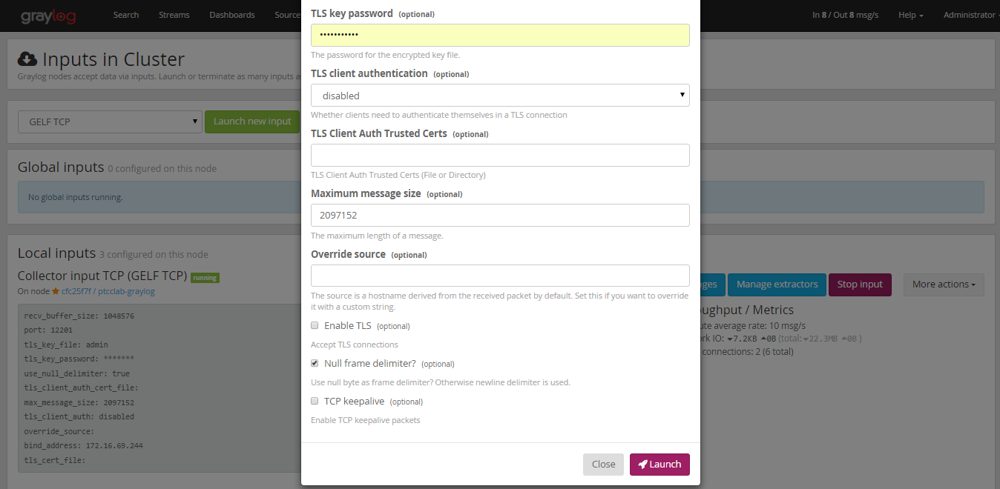 graylog
Search Streams Dashboards Source
In 8 / Out 8 msg/s Help Administrator
Inputs in Cluster
Graylog nodes accept data via inputs. Launch or terminate as many inputs a
GELF TCP
Launch new input
Global inputs 0 configured on this node
No global inputs running.
Local inputs 3 configured on this node
Collector input TCP (GELF TCP) running
On node cfc25f7f / ptcclab-graylog
recv_buffer_size: 1048576
port: 12201
tls_key_file: admin
tls_key_password: *******
use_null_delimiter: true
tls_client_auth_cert_file:
max_message_size: 2097152
tls_client_auth: disabled
override_source:
bind_address: 172.16.69.244
tls_cert_file:
TLS key password (optional)
•••••••••••
The password for the encrypted key file.
TLS client authentication (optional)
disabled
Whether clients need to authenticate themselves in a TLS connection
TLS Client Auth Trusted Certs (optional)
TLS Client Auth Trusted Certs (File or Directory)
Maximum message size (optional)
2097152
The maximum length of a message.
Override source (optional)
The source is a hostname derived from the received packet by default. Set this if you want to override
it with a custom string.
Enable TLS (optional)
Accept TLS connections
Null frame delimiter? (optional)
Use null byte as frame delimiter? Otherwise newline delimiter is used.
TCP keepalive (optional)
Enable TCP keepalive packets
Close
Launch
ges Manage extractors Stop input More actions
ughput / Metrics
ute average rate: 10 msg/s
rk IO: 7.2KB 0B (total: 22.3MB 0B )
connections: 2 (6 total)